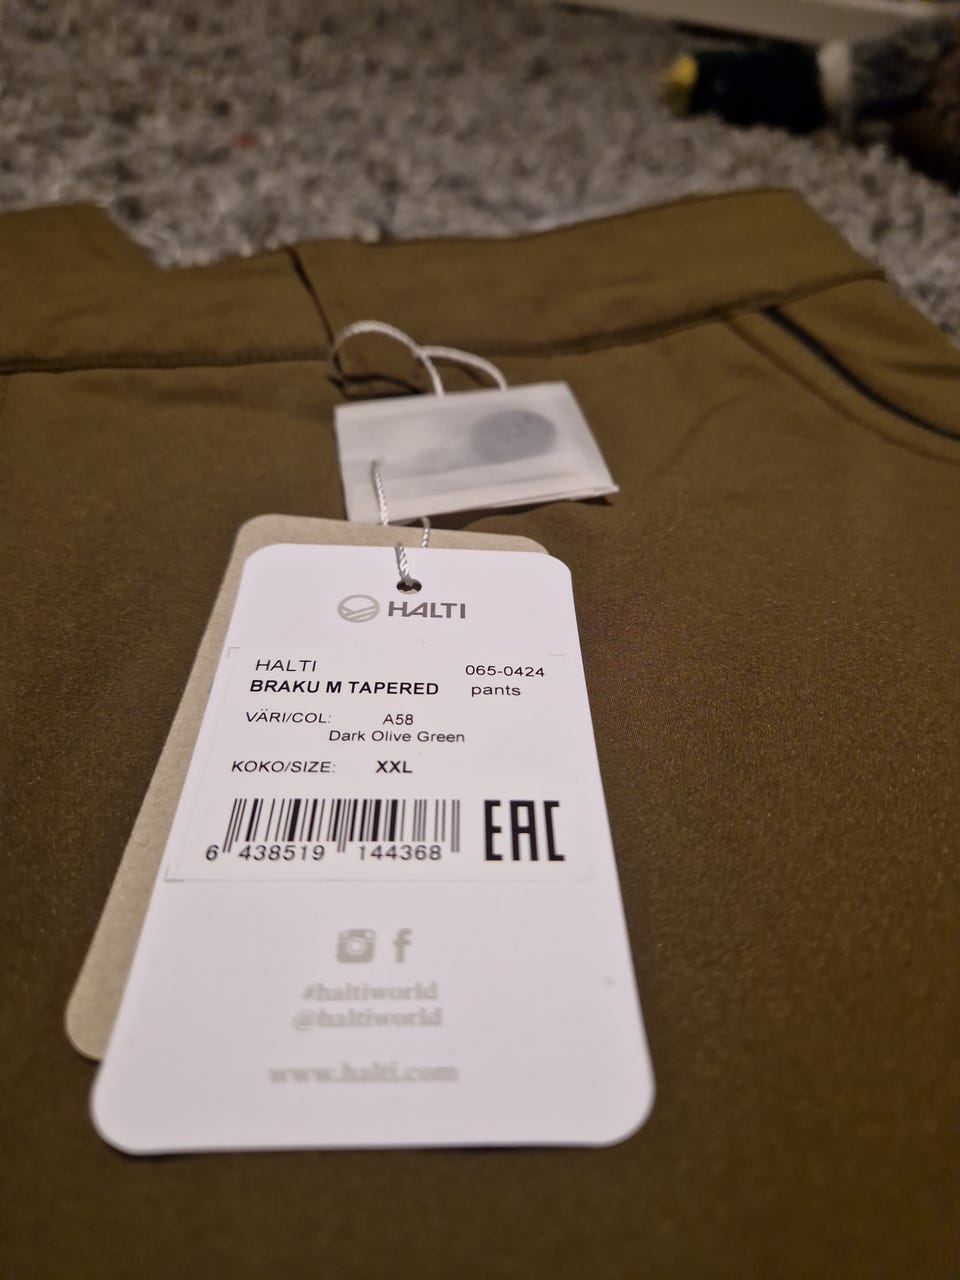 HALTI
HALTI 065-0424
BRAKU M TAPERED pants
VÄRI/COL: A58
Dark Olive Green
KOKO/SIZE: XXL
6 438519 144368
EAC
#haltiworld
@haltiworld
www.halti.com